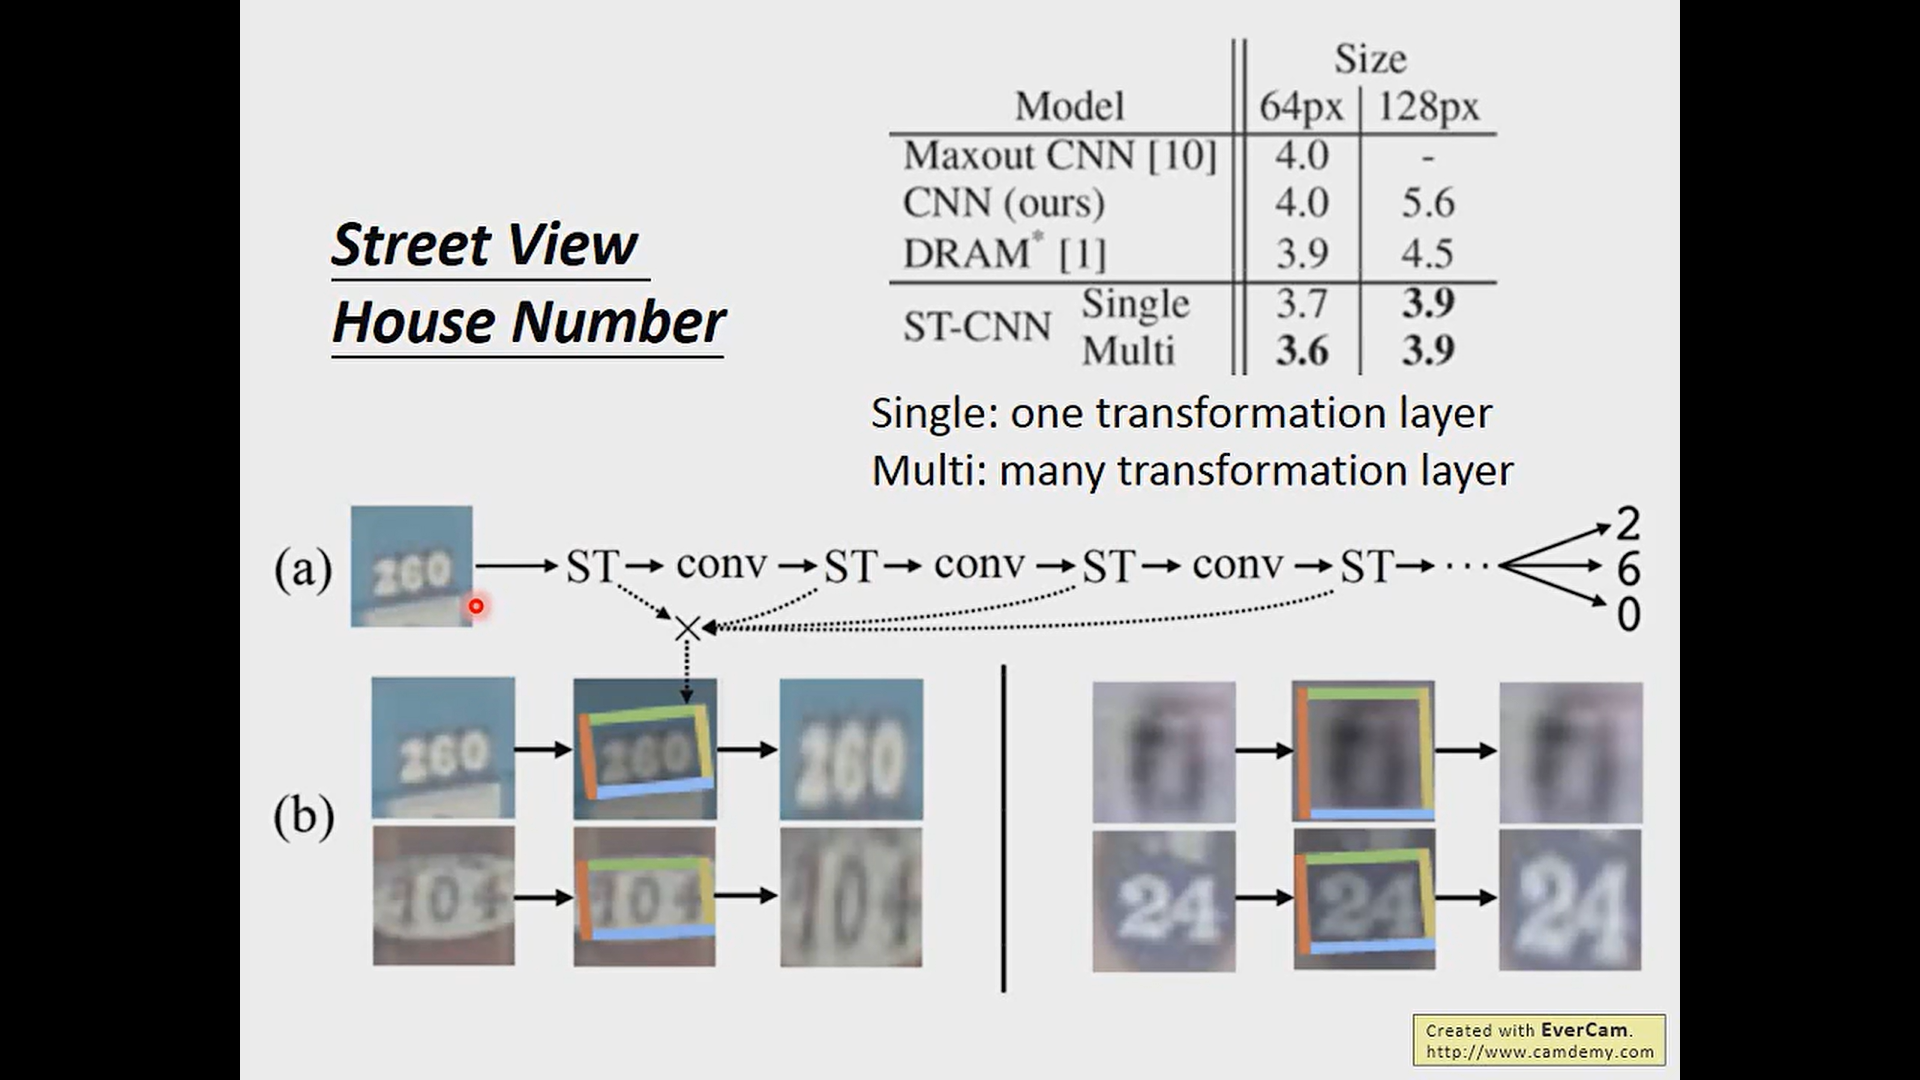 Street View
House Number
Size
Model 64px 128px
Maxout CNN [10] 4.0 -
CNN (ours) 4.0 5.6
DRAM* [1] 3.9 4.5
ST-CNN Single 3.7 3.9
Multi 3.6 3.9
Single: one transformation layer
Multi: many transformation layer
(a) 260 ST conv ST conv ST conv ST ... 2
6
0
(b)
260 260 260
104 104 104
24 24 24
Created with EverCam.
http://www.camdemy.com